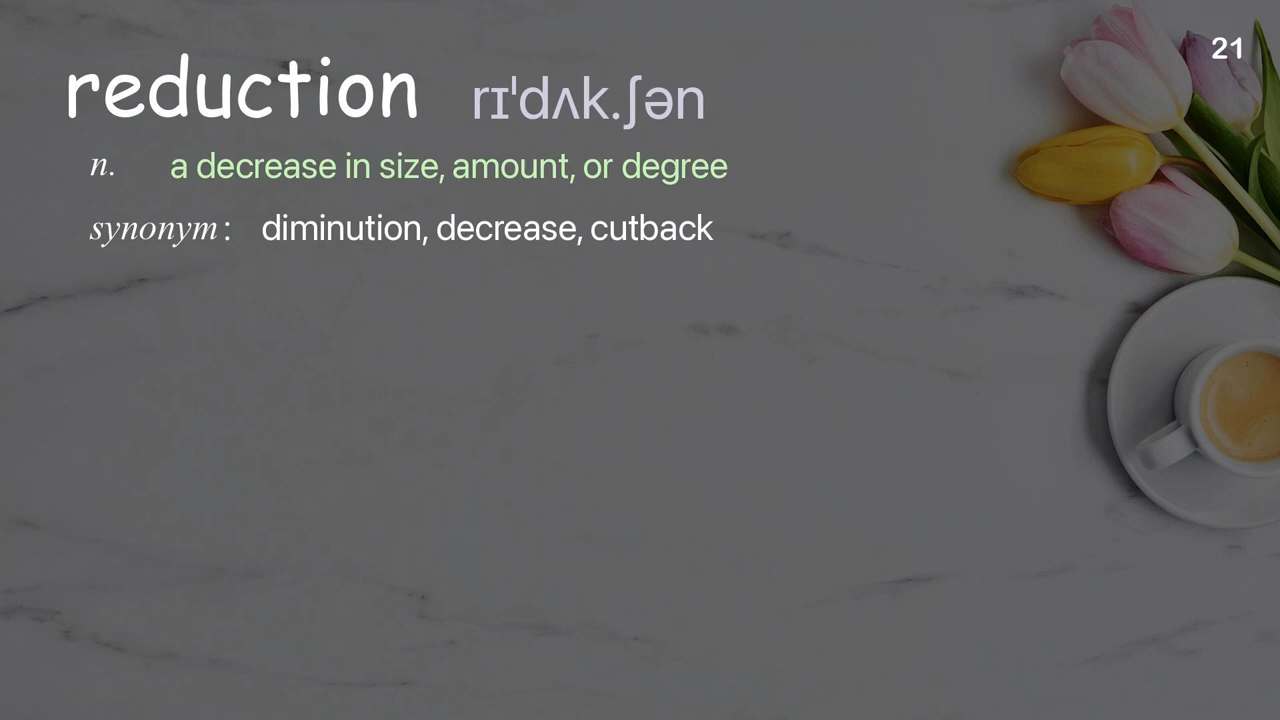 21
reduction rɪˈdʌk.ʃən
n. a decrease in size, amount, or degree
synonym: diminution, decrease, cutback